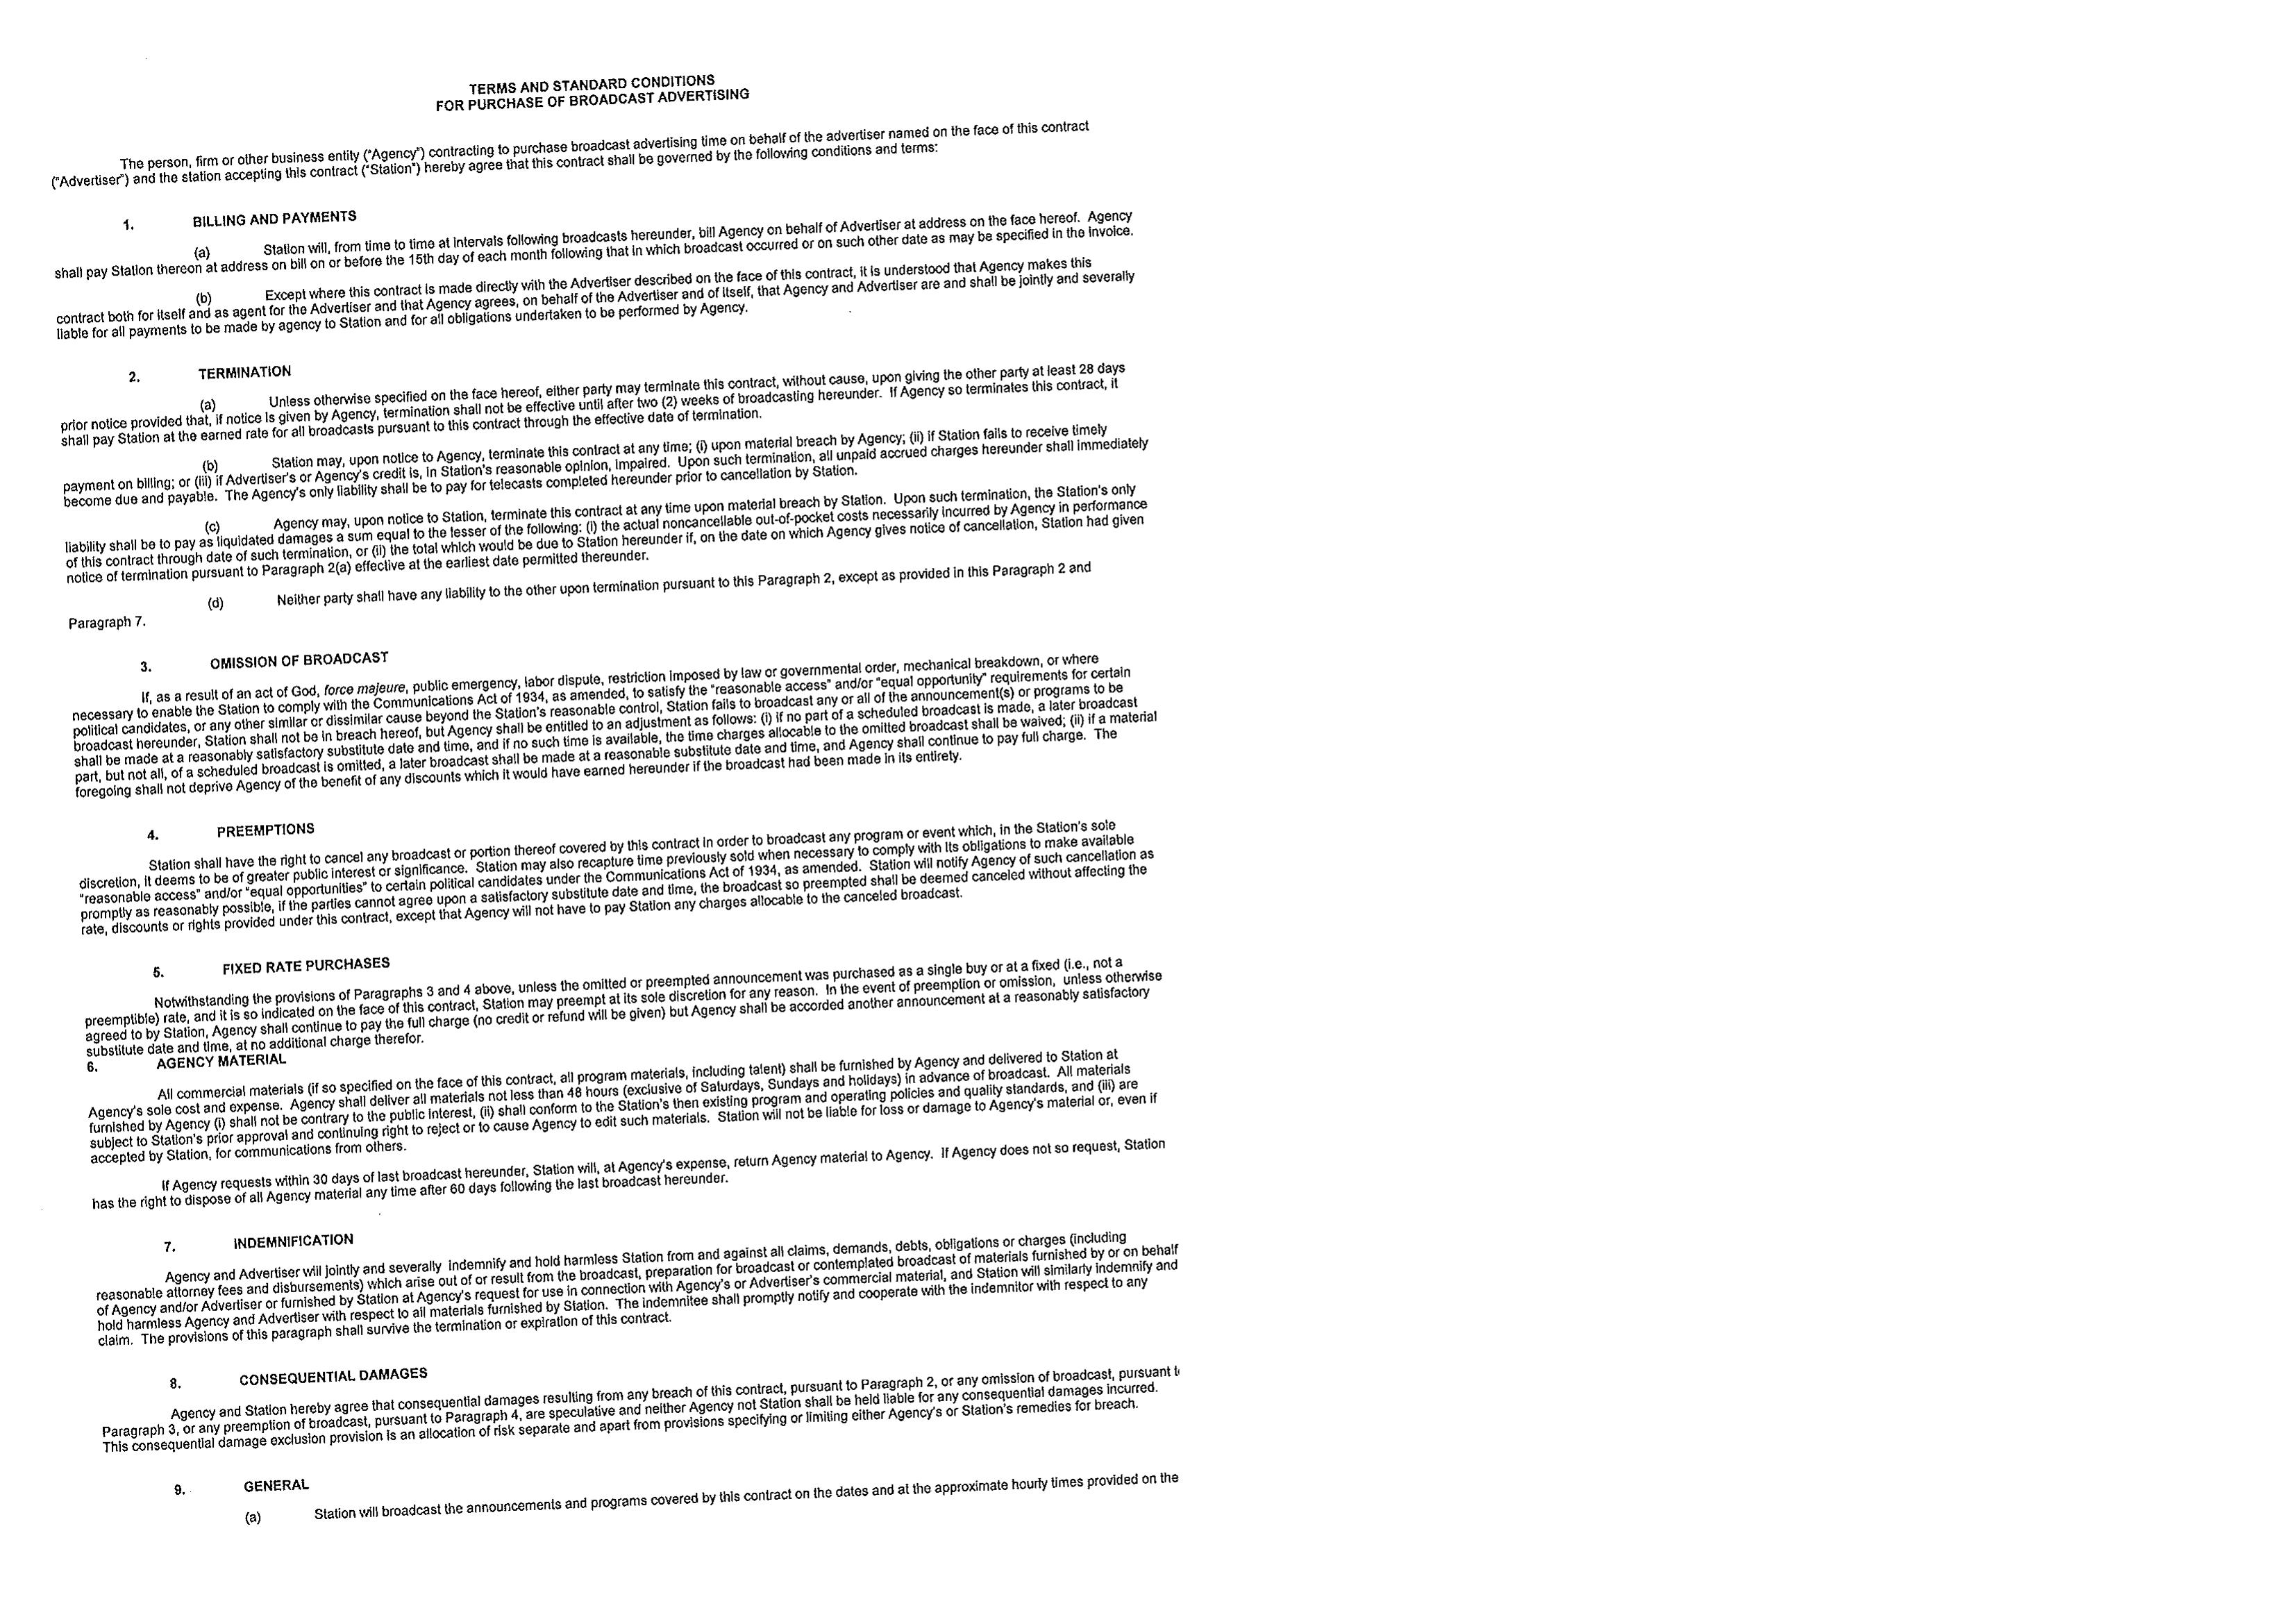 TERMS AND STANDARD CONDITIONS
FOR PURCHASE OF BROADCAST ADVERTISING
The person, firm or other business entity ("Agency") contracting to purchase broadcast advertising time on behalf of the advertiser named on the face of this contract
("Advertiser") and the station accepting this contract ("Station") hereby agree that this contract shall be governed by the following conditions and terms:
1. BILLING AND PAYMENTS
(a) Station will, from time to time at intervals following broadcasts hereunder, bill Agency on behalf of Advertiser at address on the face hereof. Agency
shall pay Station thereon at address on bill on or before the 15th day of each month following that in which broadcast occurred or on such other date as may be specified in the invoice.
(b) Except where this contract is made directly with the Advertiser described on the face of this contract, it is understood that Agency makes this
contract both for itself and as agent for the Advertiser and that Agency agrees, on behalf of the Advertiser and of itself, that Agency and Advertiser are and shall be jointly and severally
liable for all payments to be made by agency to Station and for all obligations undertaken to be performed by Agency.
2. TERMINATION
(a) Unless otherwise specified on the face hereof, either party may terminate this contract, without cause, upon giving the other party at least 28 days
prior notice provided that, if notice is given by Agency, termination shall not be effective until after two (2) weeks of broadcasting hereunder. If Agency so terminates this contract, it
shall pay Station at the earned rate for all broadcasts pursuant to this contract through the effective date of termination.
(b) Station may, upon notice to Agency, terminate this contract at any time; (i) upon material breach by Agency; (ii) if Station fails to receive timely
payment on billing; or (iii) if Advertiser's or Agency's credit is, in Station's reasonable opinion, impaired. Upon such termination, all unpaid accrued charges hereunder shall immediately
become due and payable. The Agency's only liability shall be to pay for telecasts completed hereunder prior to cancellation by Station.
(c) Agency may, upon notice to Station, terminate this contract at any time upon material breach by Station. Upon such termination, the Station's only
liability shall be to pay as liquidated damages a sum equal to the lesser of the following: (i) the actual noncancellable out-of-pocket costs necessarily incurred by Agency in performance
of this contract through date of such termination, or (ii) the total which would be due to Station hereunder if, on the date on which Agency gives notice of cancellation, Station had given
notice of termination pursuant to Paragraph 2(a) effective at the earliest date permitted thereunder.
(d) Neither party shall have any liability to the other upon termination pursuant to this Paragraph 2, except as provided in this Paragraph 2 and
Paragraph 7.
3. OMISSION OF BROADCAST
If, as a result of an act of God, force majeure, public emergency, labor dispute, restriction imposed by law or governmental order, mechanical breakdown, or where
necessary to enable the Station to comply with the Communications Act of 1934, as amended, to satisfy the "reasonable access" and/or "equal opportunity" requirements for certain
political candidates, or any other similar or dissimilar cause beyond the Station's reasonable control, Station fails to broadcast any or all of the announcement(s) or programs to be
broadcast hereunder, Station shall not be in breach hereof, but Agency shall be entitled to an adjustment as follows: (i) if no part of a scheduled broadcast is made, a later broadcast
shall be made at a reasonably satisfactory substitute date and time, and if no such time is available, the time charges allocable to the omitted broadcast shall be waived; (ii) if a material
part, but not all, of a scheduled broadcast is omitted, a later broadcast shall be made at a reasonable substitute date and time, and Agency shall continue to pay full charge. The
foregoing shall not deprive Agency of the benefit of any discounts which it would have earned hereunder if the broadcast had been made in its entirety.
4. PREEMPTIONS
Station shall have the right to cancel any broadcast or portion thereof covered by this contract in order to broadcast any program or event which, in the Station's sole
discretion, it deems to be of greater public interest or significance. Station may also recapture time previously sold when necessary to comply with its obligations to make available
"reasonable access" and/or "equal opportunities" to certain political candidates under the Communications Act of 1934, as amended. Station will notify Agency of such cancellation as
promptly as reasonably possible, if the parties cannot agree upon a satisfactory substitute date and time, the broadcast so preempted shall be deemed canceled without affecting the
rate, discounts or rights provided under this contract, except that Agency will not have to pay Station any charges allocable to the canceled broadcast.
5. FIXED RATE PURCHASES
Notwithstanding the provisions of Paragraphs 3 and 4 above, unless the omitted or preempted announcement was purchased as a single buy or at a fixed (i.e., not a
preemptible) rate, and it is so indicated on the face of this contract, Station may preempt at its sole discretion for any reason. In the event of preemption or omission, unless otherwise
agreed to by Station, Agency shall continue to pay the full charge (no credit or refund will be given) but Agency shall be accorded another announcement at a reasonably satisfactory
substitute date and time, at no additional charge therefor.
6. AGENCY MATERIAL
All commercial materials (if so specified on the face of this contract, all program materials, including talent) shall be furnished by Agency and delivered to Station at
Agency's sole cost and expense. Agency shall deliver all materials not less than 48 hours (exclusive of Saturdays, Sundays and holidays) in advance of broadcast. All materials
furnished by Agency (i) shall not be contrary to the public interest, (ii) shall conform to the Station's then existing program and operating policies and quality standards, and (iii) are
subject to Station's prior approval and continuing right to reject or to cause Agency to edit such materials. Station will not be liable for loss or damage to Agency's material or, even if
accepted by Station, for communications from others.
If Agency requests within 30 days of last broadcast hereunder, Station will, at Agency's expense, return Agency material to Agency. If Agency does not so request, Station
has the right to dispose of all Agency material any time after 60 days following the last broadcast hereunder.
7. INDEMNIFICATION
Agency and Advertiser will jointly and severally indemnify and hold harmless Station from and against all claims, demands, debts, obligations or charges (including
reasonable attorney fees and disbursements) which arise out of or result from the broadcast, preparation for broadcast or contemplated broadcast of materials furnished by or on behalf
of Agency and/or Advertiser or furnished by Station at Agency's request for use in connection with Agency's or Advertiser's commercial material, and Station will similarly indemnify and
hold harmless Agency and Advertiser with respect to all materials furnished by Station. The indemnitee shall promptly notify and cooperate with the indemnitor with respect to any
claim. The provisions of this paragraph shall survive the termination or expiration of this contract.
8. CONSEQUENTIAL DAMAGES
Agency and Station hereby agree that consequential damages resulting from any breach of this contract, pursuant to Paragraph 2, or any omission of broadcast, pursuant
Paragraph 3, or any preemption of broadcast, pursuant to Paragraph 4, are speculative and neither Agency not Station shall be held liable for any consequential damages incurred.
This consequential damage exclusion provision is an allocation of risk separate and apart from provisions specifying or limiting either Agency's or Station's remedies for breach.
9. GENERAL
(a) Station will broadcast the announcements and programs covered by this contract on the dates and at the approximate hourly times provided on the